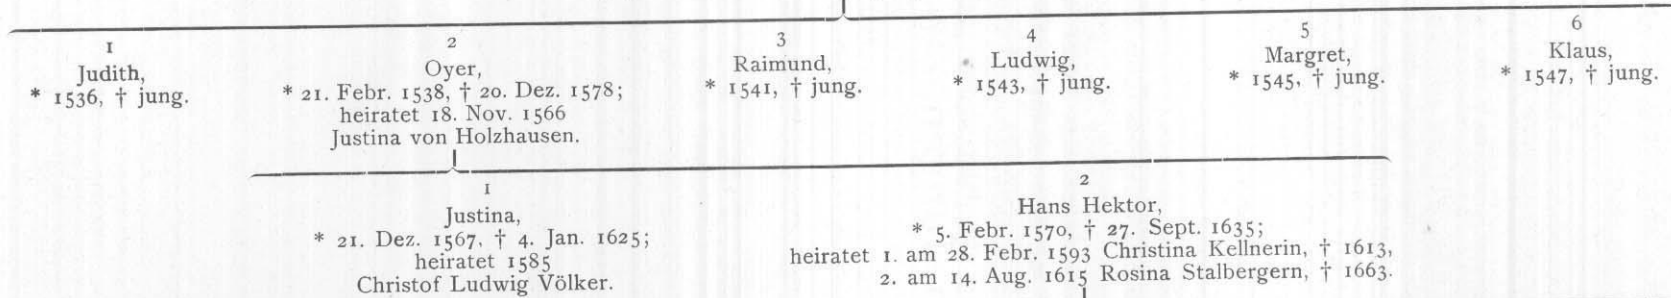 1
Judith,
* 1536, † jung.
2
Oyer,
* 21. Febr. 1538, † 20. Dez. 1578;
heiratet 18. Nov. 1566
Justina von Holzhausen.
3
Raimund,
* 1541, † jung.
4
Ludwig,
* 1543, † jung.
5
Margret,
* 1545, † jung.
6
Klaus,
* 1547, † jung.
1
Justina,
* 21. Dez. 1567, † 4. Jan. 1625;
heiratet 1585
Christof Ludwig Völker.
2
Hans Hektor,
* 5. Febr. 1570, † 27. Sept. 1635;
heiratet 1. am 28. Febr. 1593 Christina Kellnerin, † 1613,
2. am 14. Aug. 1615 Rosina Stalbergern, † 1663.